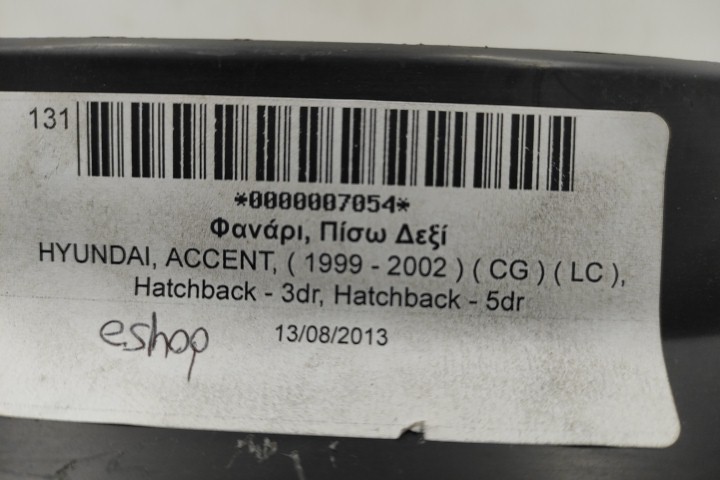 131
*0000007054*
Φανάρι, Πίσω Δεξί
HYUNDAI, ACCENT, ( 1999 - 2002 ) ( CG ) ( LC ),
Hatchback - 3dr, Hatchback - 5dr
eshop 13/08/2013